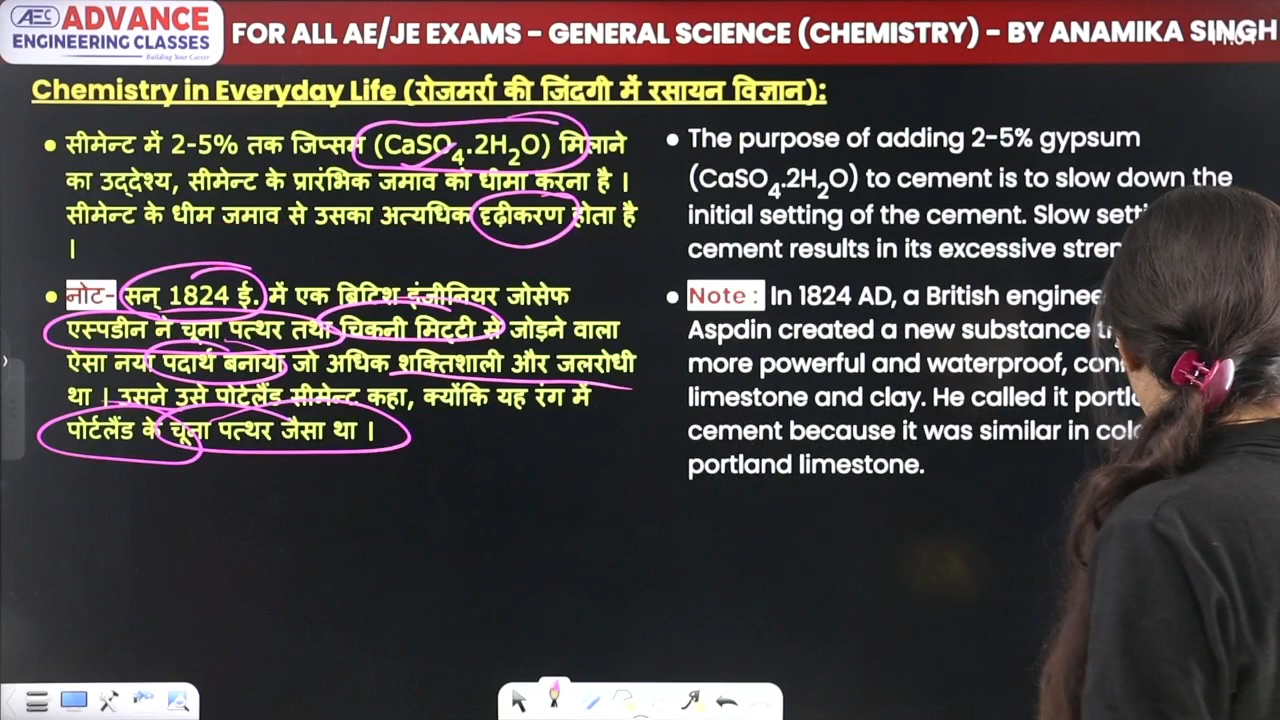 AEC ADVANCE
ENGINEERING CLASSES
Building Your Career
FOR ALL AE/JE EXAMS - GENERAL SCIENCE (CHEMISTRY) - BY ANAMIKA SINGH
Chemistry in Everyday Life (रोजमर्रा की जिंदगी में रसायन विज्ञान):
• सीमेन्ट में 2-5% तक जिप्सम (CaSO₄.2H₂O) मिलाने
का उद्देश्य, सीमेन्ट के प्रारंभिक जमाव को धीमा करना है ।
सीमेन्ट के धीम जमाव से उसका अत्यधिक दृढ़ीकरण होता है
।
• नोट- सन् 1824 ई. में एक ब्रिटिश इंजीनियर जोसेफ
एस्पडीन ने चूना पत्थर तथा चिकनी मिट्टी से जोड़ने वाला
ऐसा नया पदार्थ बनाया जो अधिक शक्तिशाली और जलरोधी
था । उसने उसे पोर्टलैंड सीमेन्ट कहा, क्योंकि यह रंग में
पोर्टलैंड के चूना पत्थर जैसा था ।
• The purpose of adding 2-5% gypsum
(CaSO₄.2H₂O) to cement is to slow down the
initial setting of the cement. Slow
cement results in its excessive
• Note : In 1824 AD, a British
Aspdin created a new substance
more powerful and waterproof,
limestone and clay. He called it
cement because it was similar in
portland limestone.